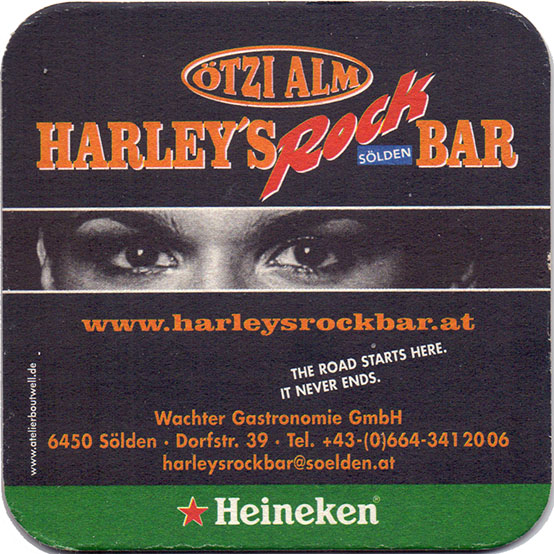 ÖTZI ALM
HARLEY'S Rock BAR
SÖLDEN
www.harleysrockbar.at
THE ROAD STARTS HERE.
IT NEVER ENDS.
www.atelierboutwell.de
Wachter Gastronomie GmbH
6450 Sölden · Dorfstr. 39 · Tel. +43-(0)664-3412006
harleysrockbar@soelden.at
Heineken®